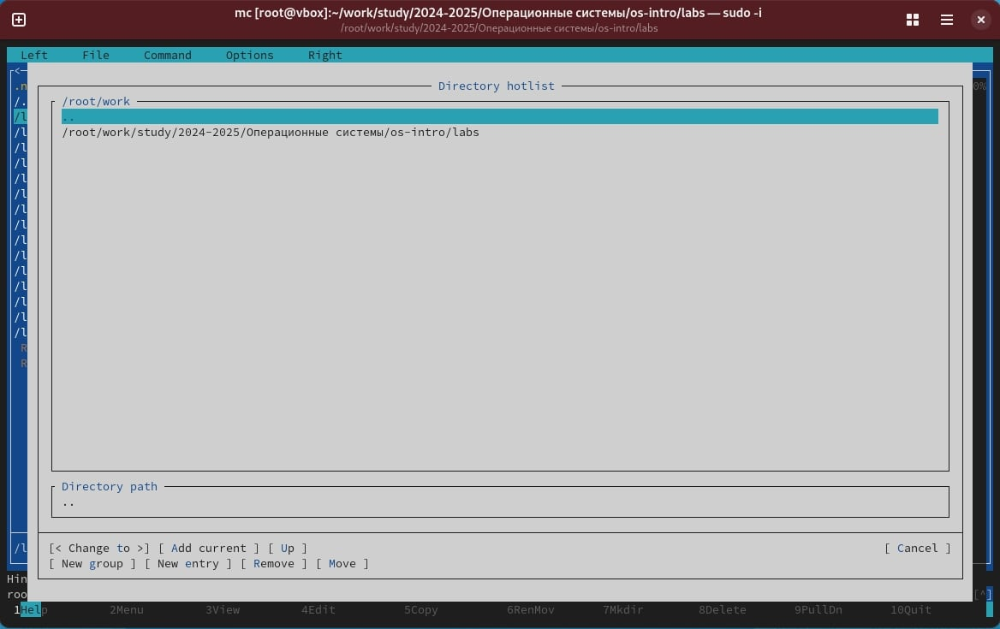 mc [root@vbox]:~/work/study/2024-2025/Операционные системы/os-intro/labs — sudo -i
/root/work/study/2024-2025/Операционные системы/os-intro/labs
Left File Command Options Right
<─
.n 0%
Directory hotlist
/.
/root/work
/l ..
/l /root/work/study/2024-2025/Операционные системы/os-intro/labs
/l
/l
/l
/l
/l
/l
/l
/l
/l
/l
/l
/l
/l
R
R
Directory path
..
/l [< Change to >] [ Add current ] [ Up ] [ Cancel ]
[ New group ] [ New entry ] [ Remove ] [ Move ]
Hin
roo [^]
1Help 2Menu 3View 4Edit 5Copy 6RenMov 7Mkdir 8Delete 9PullDn 10Quit